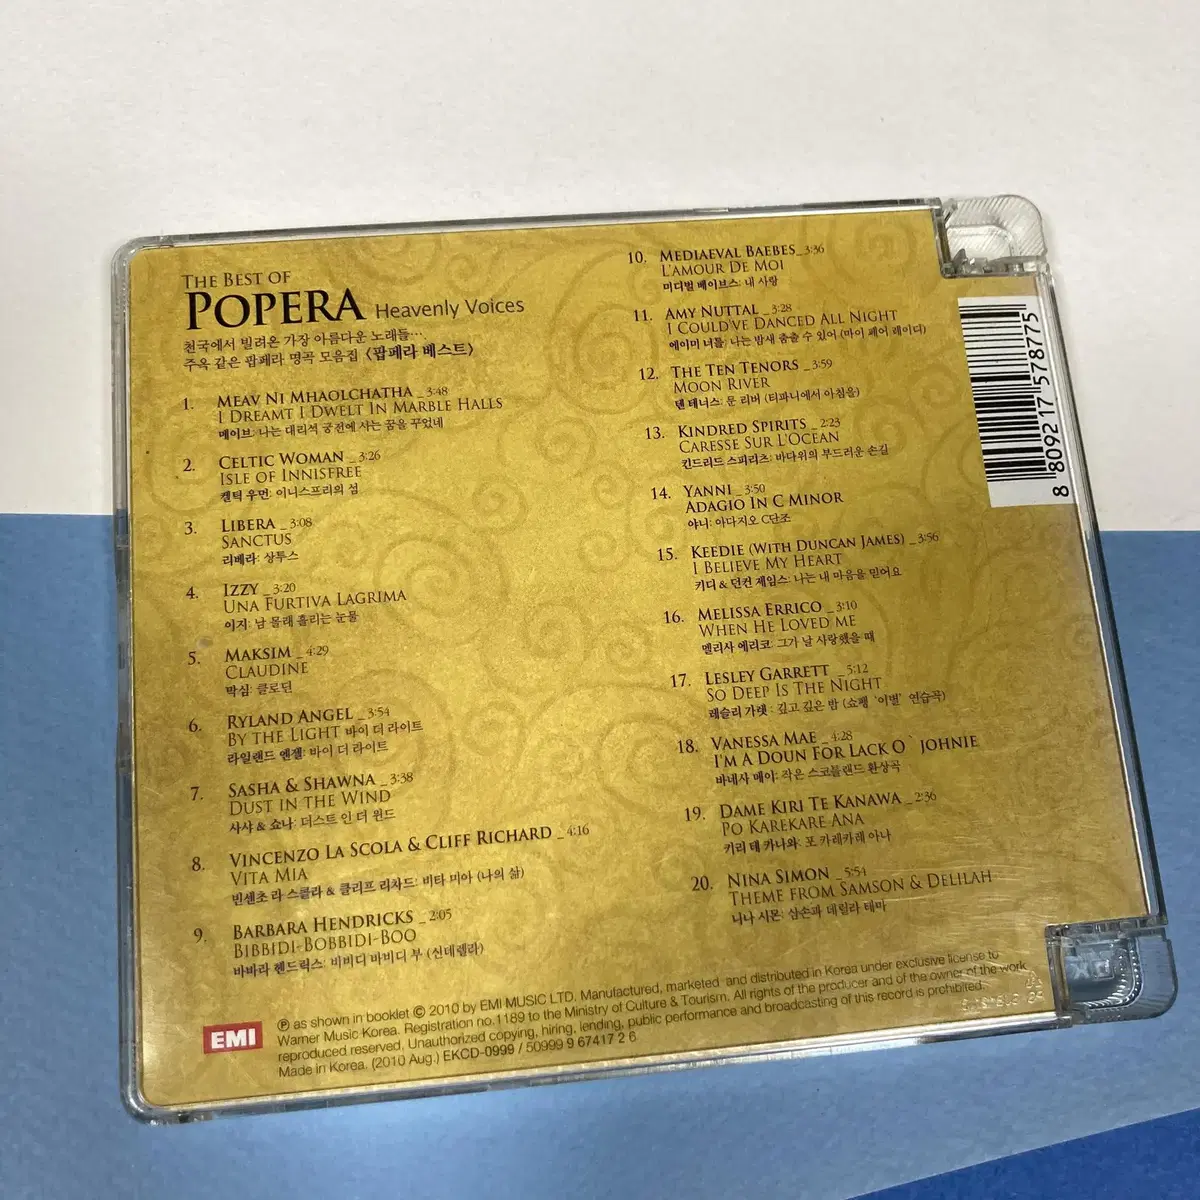 THE BEST OF
POPERA Heavenly Voices
천국에서 빌려온 가장 아름다운 노래들...
주옥 같은 팝페라 명곡 모음집 <팝페라 베스트>
1. MEAV NI MHAOLCHATHA _3:48
I DREAMT I DWELT IN MARBLE HALLS
메이브: 나는 대리석 궁전에 사는 꿈을 꾸었네
2. CELTIC WOMAN _3:26
ISLE OF INNISFREE
켈틱 우먼: 이니스프리의 섬
3. LIBERA _3:08
SANCTUS
리베라: 상투스
4. IZZY _3:20
UNA FURTIVA LAGRIMA
이지: 남 몰래 흘리는 눈물
5. MAKSIM _4:29
CLAUDINE
막심: 클로딘
6. RYLAND ANGEL _3:54
BY THE LIGHT 바이 더 라이트
라일랜드 엔젤: 바이 더 라이트
7. SASHA & SHAWNA _3:38
DUST IN THE WIND
사샤 & 쇼나: 더스트 인 더 윈드
8. VINCENZO LA SCOLA & CLIFF RICHARD _4:16
VITA MIA
빈센초 라 스콜라 & 클리프 리차드: 비타 미아 (나의 삶)
9. BARBARA HENDRICKS _2:05
BIBBIDI-BOBBIDI-BOO
바바라 헨드릭스: 비비디 바비디 부 (신데렐라)
10. MEDIAEVAL BAEBES _3:36
L'AMOUR DE MOI
미디벌 베이브스: 내 사랑
11. AMY NUTTAL _3:28
I COULD'VE DANCED ALL NIGHT
에이미 너틀: 나는 밤새 춤출 수 있어 (마이 페어 레이디)
12. THE TEN TENORS _3:59
MOON RIVER
텐 테너스: 문 리버 (티파니에서 아침을)
13. KINDRED SPIRITS _2:23
CARESSE SUR L'OCEAN
킨드리드 스피리츠: 바다위의 부드러운 손길
14. YANNI _3:50
ADAGIO IN C MINOR
야니: 아다지오 C단조
15. KEEDIE (WITH DUNCAN JAMES) _3:56
I BELIEVE MY HEART
키디 & 던컨 제임스: 나는 내 마음을 믿어요
16. MELISSA ERRICO _3:10
WHEN HE LOVED ME
멜리사 에리코: 그가 날 사랑했을 때
17. LESLEY GARRETT _5:12
SO DEEP IS THE NIGHT
레슬리 가렛: 깊고 깊은 밤 (쇼팽 '이별' 연습곡)
18. VANESSA MAE _4:28
I'M A DOUN FOR LACK O` JOHNIE
바네사 메이: 작은 스코틀랜드 환상곡
19. DAME KIRI TE KANAWA _2:36
PO KAREKARE ANA
키리 테 카나와: 포 카레카레 아나
20. NINA SIMON _5:54
THEME FROM SAMSON & DELILAH
니나 시몬: 삼손과 데릴라 테마
8 809217 578775
EMI
℗ as shown in booklet © 2010 by EMI MUSIC LTD. Manufactured, marketed and distributed in Korea under exclusive license to
Warner Music Korea. Registration no.1189 to the Ministry of Culture & Tourism. All rights of the producer and of the owner of the work
reproduced reserved. Unauthorized copying, hiring, lending, public performance and broadcasting of this record is prohibited.
Made in Korea. (2010 Aug.) EKCD-0999 / 50999 9 67417 2 6